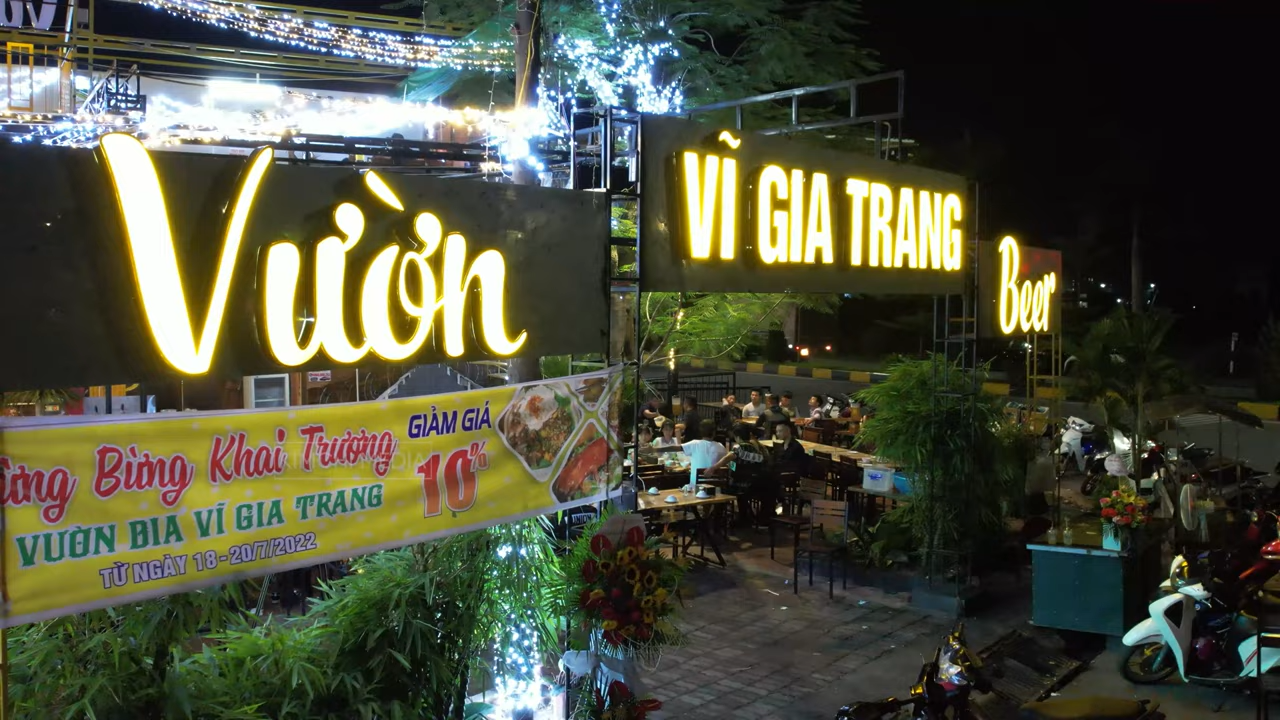 Vườn
VĨ GIA TRANG
Beer
Bừng Khai Trương
GIẢM GIÁ
10%
VƯỜN BIA VĨ GIA TRANG
TỪ NGÀY 18-20/7/2022